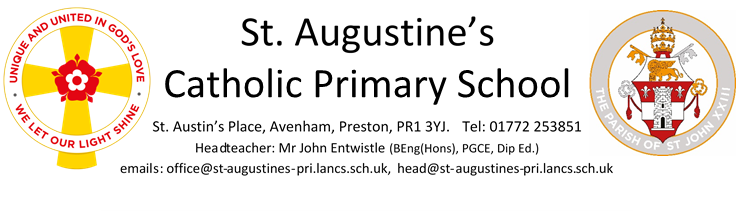 UNIQUE AND UNITED IN GOD'S LOVE
• WE LET OUR LIGHT SHINE •
St. Augustine’s
Catholic Primary School
St. Austin’s Place, Avenham, Preston, PR1 3YJ. Tel: 01772 253851
Headteacher: Mr John Entwistle (BEng(Hons), PGCE, Dip Ed.)
emails: office@st-augustines-pri.lancs.sch.uk, head@st-augustines-pri.lancs.sch.uk
THE PARISH OF ST JOHN XXIII